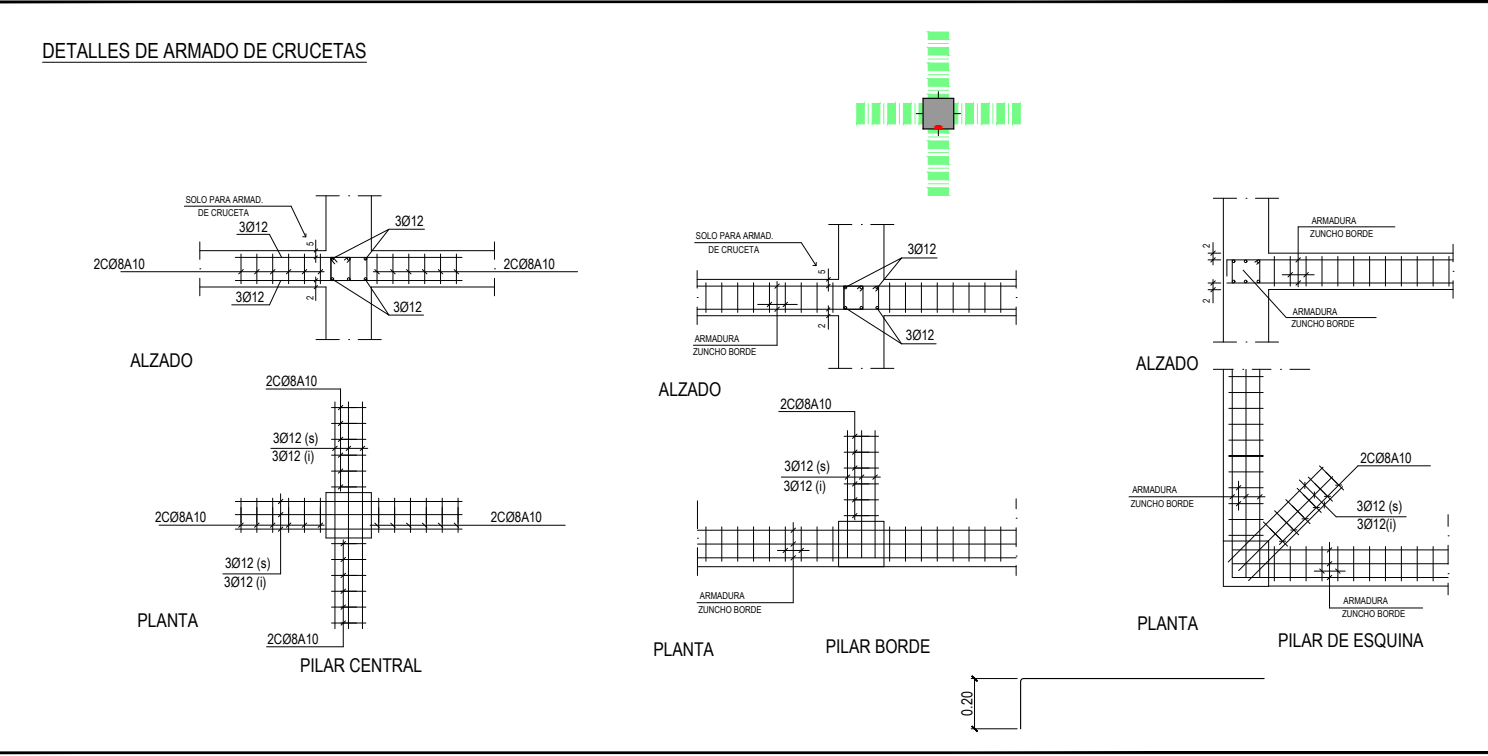 DETALLES DE ARMADO DE CRUCETAS
SOLO PARA ARMAD.
DE CRUCETA
3Ø12
3Ø12
5
2CØ8A10
2CØ8A10
3Ø12
2
3Ø12
ALZADO
2CØ8A10
3Ø12 (s)
3Ø12 (i)
2CØ8A10
2CØ8A10
3Ø12 (s)
3Ø12 (i)
PLANTA
2CØ8A10
PILAR CENTRAL
SOLO PARA ARMAD.
DE CRUCETA
3Ø12
5
2
ARMADURA
ZUNCHO BORDE
3Ø12
ALZADO
2CØ8A10
3Ø12 (s)
3Ø12 (i)
ARMADURA
ZUNCHO BORDE
PLANTA
PILAR BORDE
ARMADURA
ZUNCHO BORDE
2
2
ARMADURA
ZUNCHO BORDE
ALZADO
2CØ8A10
ARMADURA
ZUNCHO BORDE
3Ø12 (s)
3Ø12(i)
ARMADURA
ZUNCHO BORDE
PLANTA
PILAR DE ESQUINA
0.20